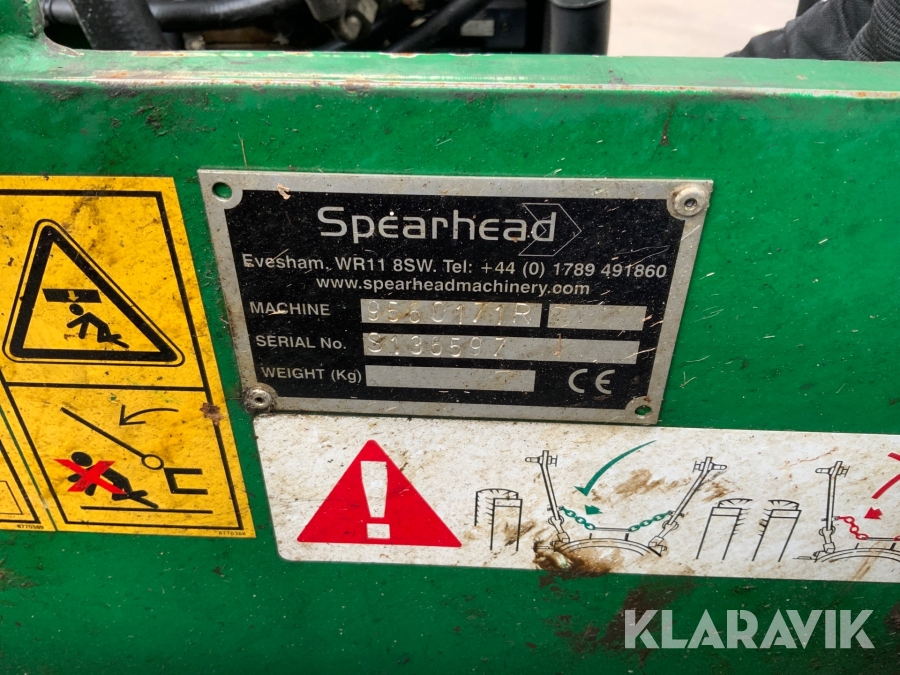 Spearhead
Evesham, WR11 8SW. Tel: +44 (0) 1789 491860
www.spearheadmachinery.com
MACHINE
SERIAL No. S136597
WEIGHT (Kg) CE
KLARAVIK